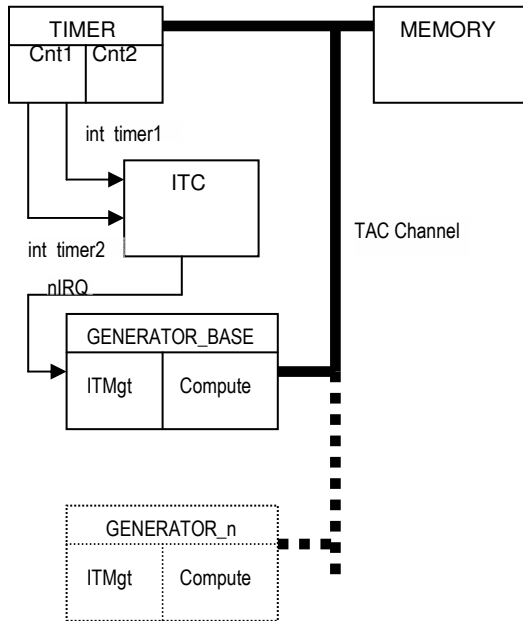 TIMER
MEMORY
Cnt1 Cnt2
int timer1
ITC
TAC Channel
int timer2
nIRQ
GENERATOR_BASE
ITMgt Compute
GENERATOR_n
ITMgt Compute